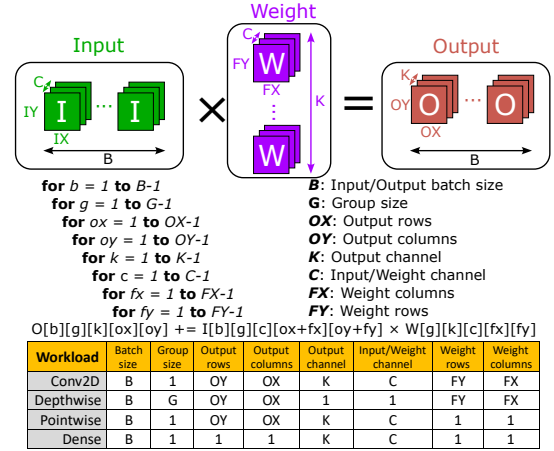 Input
Weight
Output
C
IY
I
...
I
IX
B
×
C
FY
W
FX
...
W
K
=
K
OY
O
...
O
OX
B
for b = 1 to B-1
for g = 1 to G-1
for ox = 1 to OX-1
for oy = 1 to OY-1
for k = 1 to K-1
for c = 1 to C-1
for fx = 1 to FX-1
for fy = 1 to FY-1
B: Input/Output batch size
G: Group size
OX: Output rows
OY: Output columns
K: Output channel
C: Input/Weight channel
FX: Weight columns
FY: Weight rows
O[b][g][k][ox][oy] += I[b][g][c][ox+fx][oy+fy] × W[g][k][c][fx][fy]
Workload Batch size Group size Output rows Output columns Output channel Input/Weight channel Weight rows Weight columns
Conv2D B 1 OY OX K C FY FX
Depthwise B G OY OX 1 1 FY FX
Pointwise B 1 OY OX K C 1 1
Dense B 1 1 1 K C 1 1